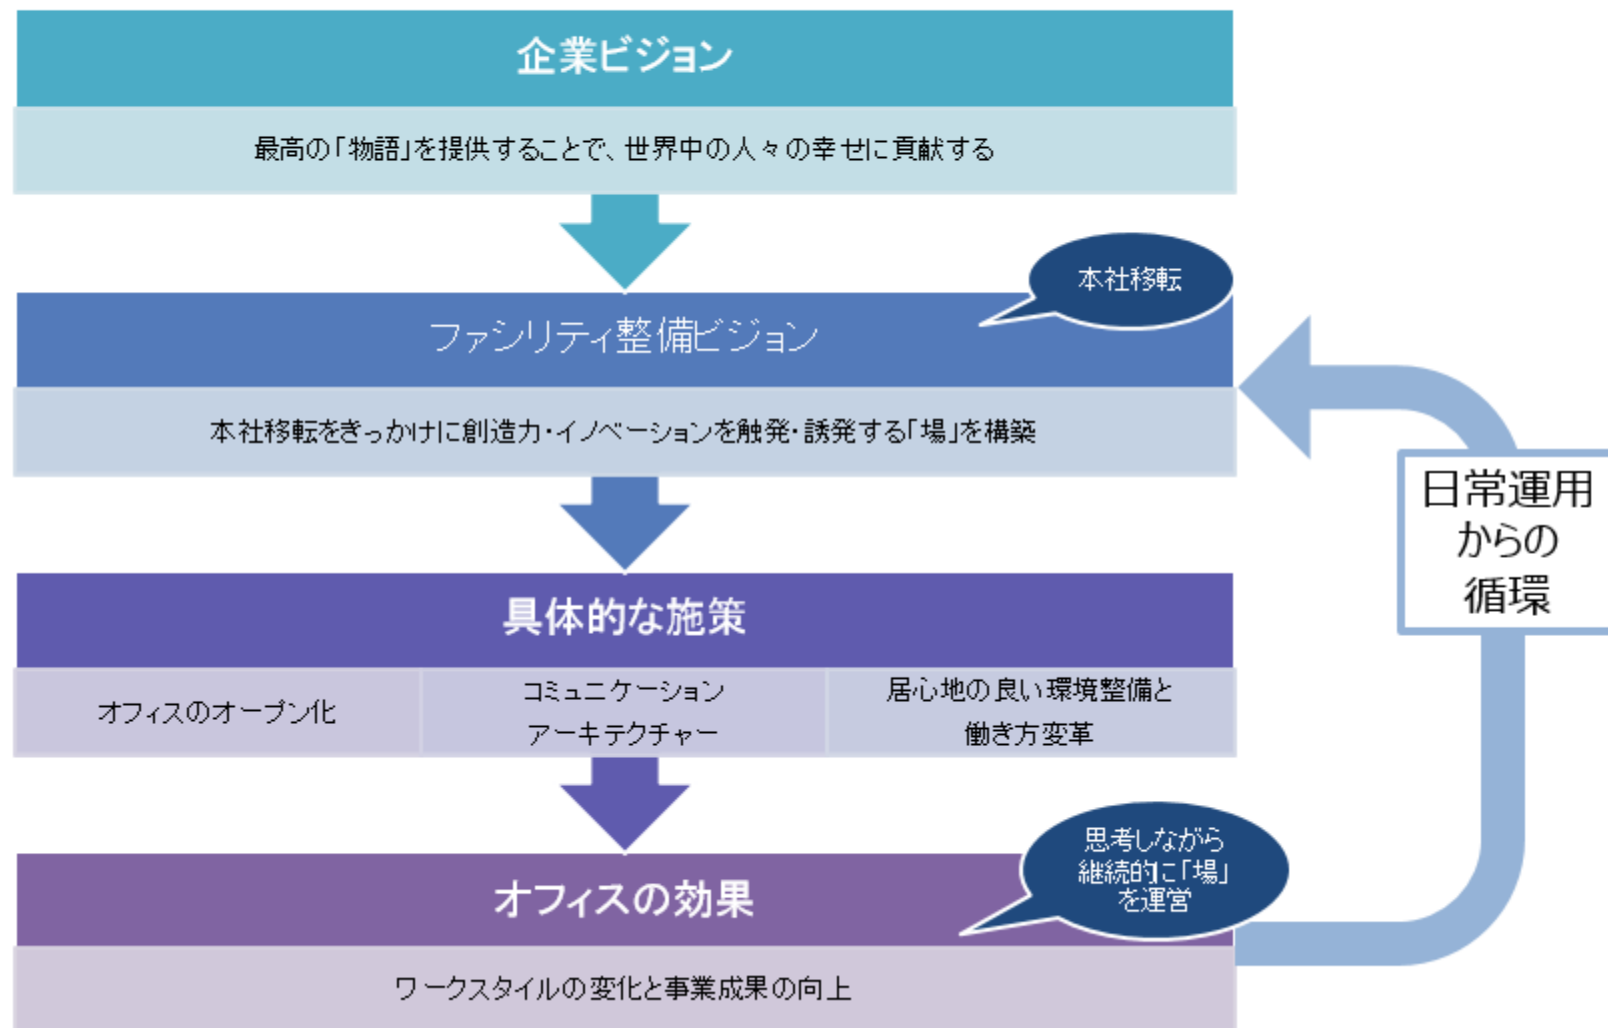 企業ビジョン
最高の「物語」を提供することで、世界中の人々の幸せに貢献する
本社移転
ファシリティ整備ビジョン
本社移転をきっかけに創造力・イノベーションを触発・誘発する「場」を構築
日常運用
からの
循環
具体的な施策
オフィスのオープン化
コミュニケーション
アーキテクチャー
居心地の良い環境整備と
働き方変革
思考しながら
継続的に「場」
を運営
オフィスの効果
ワークスタイルの変化と事業成果の向上